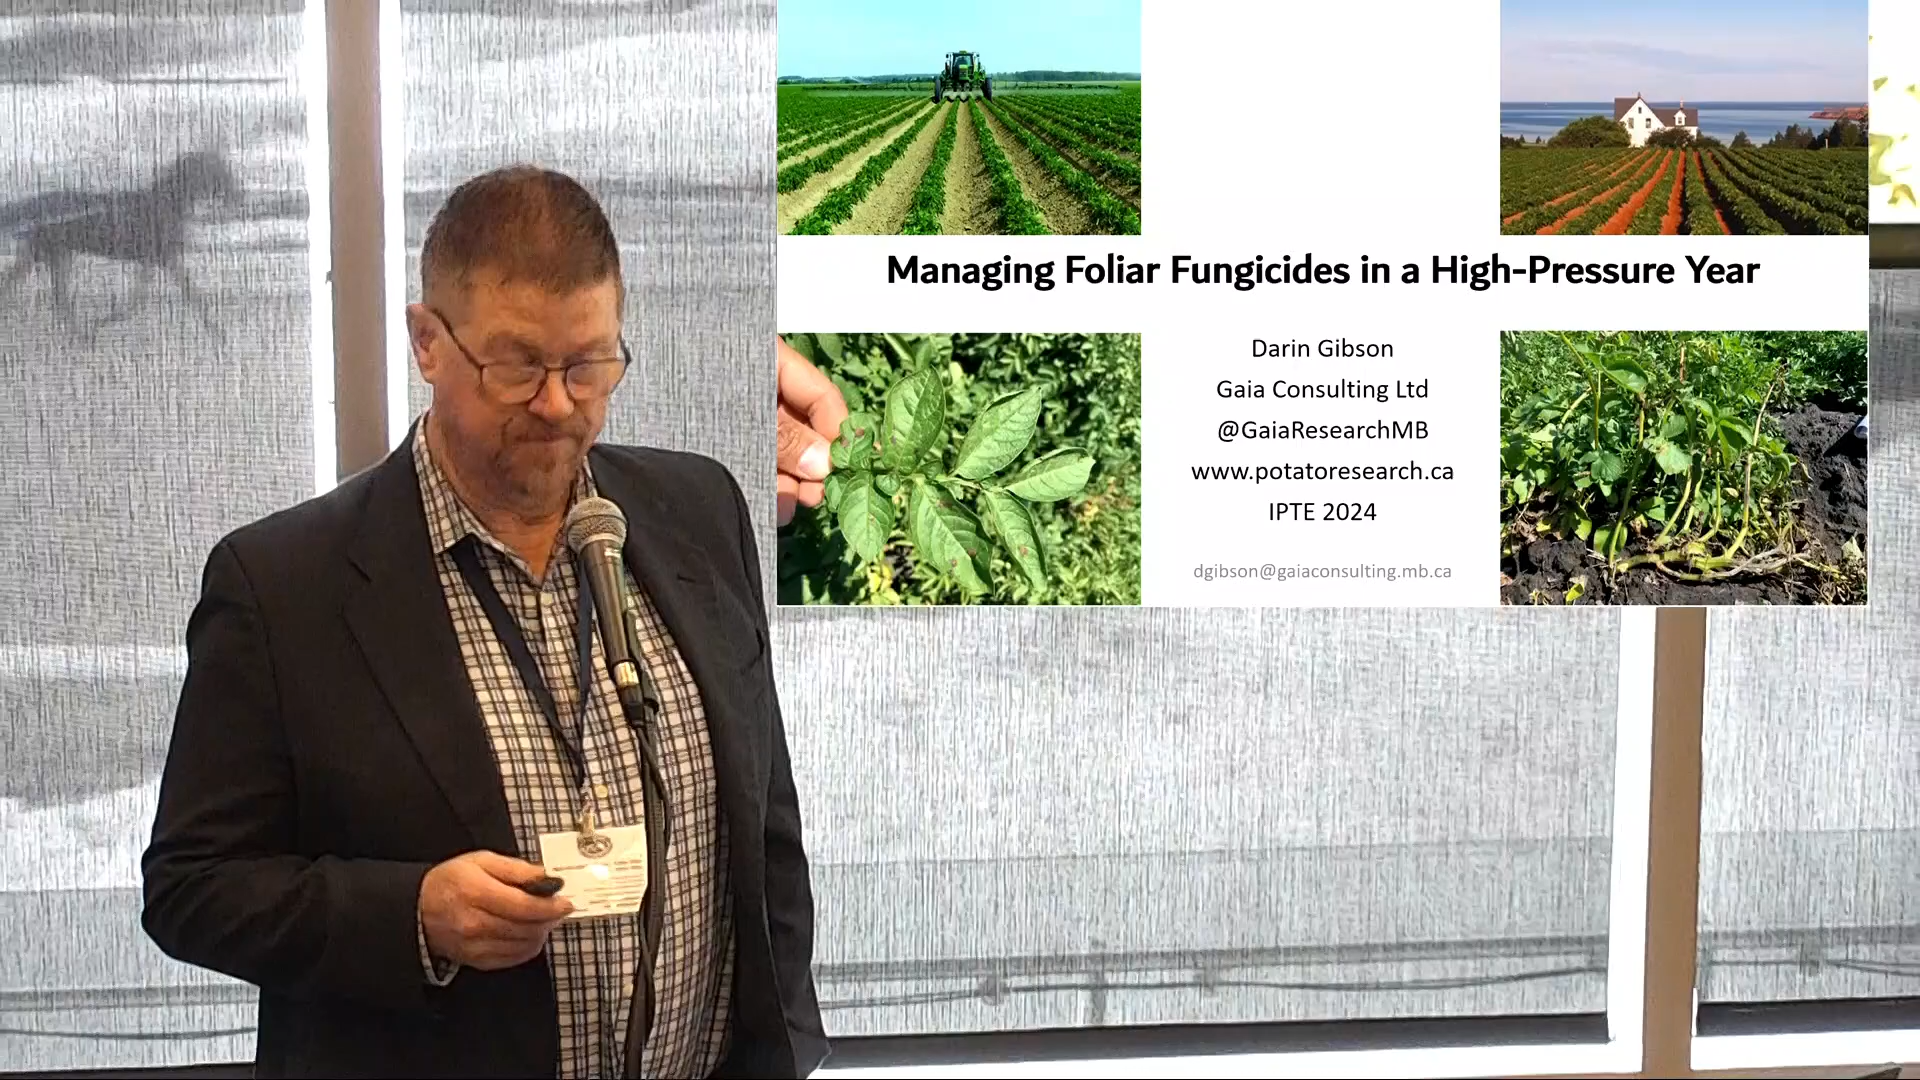 Managing Foliar Fungicides in a High-Pressure Year
Darin Gibson
Gaia Consulting Ltd
@GaiaResearchMB
www.potatoresearch.ca
IPTE 2024
dgibson@gaiaconsulting.mb.ca